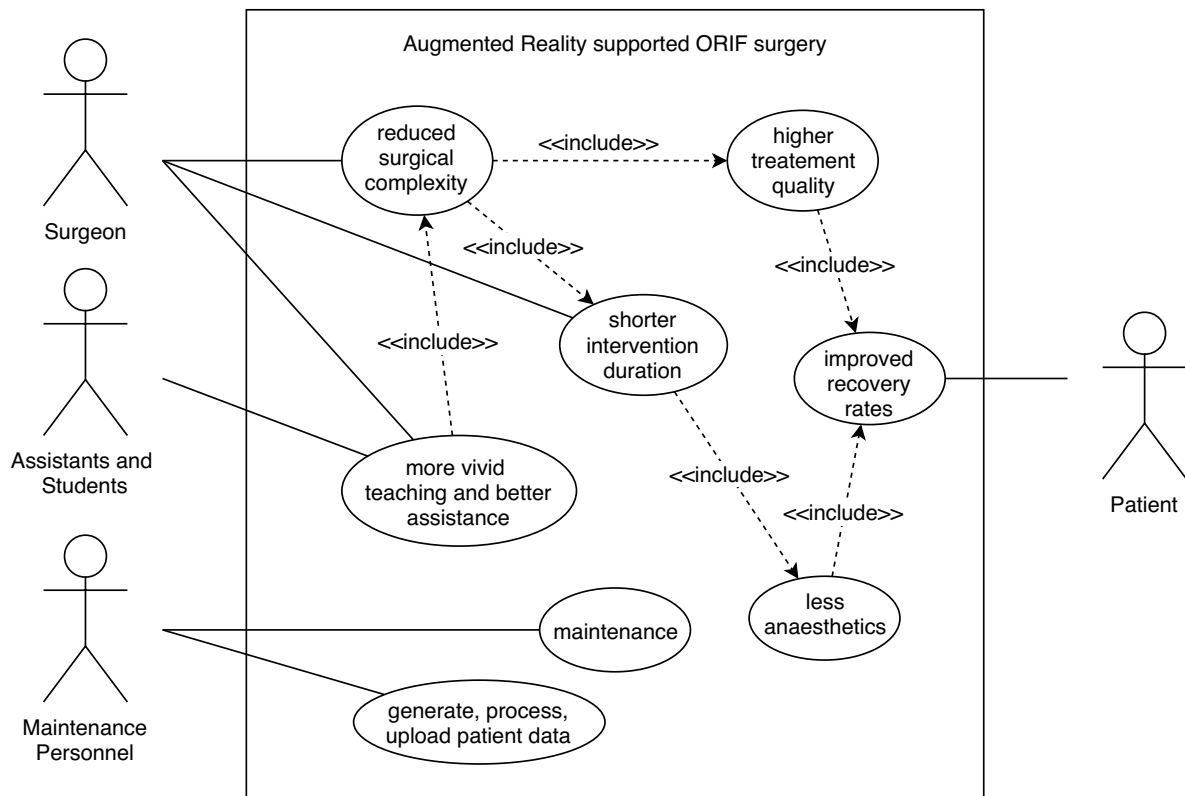 Augmented Reality supported ORIF surgery
Surgeon
reduced
surgical
complexity
<<include>>
higher
treatement
quality
<<include>>
<<include>>
<<include>>
Assistants and
Students
shorter
intervention
duration
improved
recovery
rates
Patient
more vivid
teaching and better
assistance
<<include>>
<<include>>
Maintenance
Personnel
maintenance
less
anaesthetics
generate, process,
upload patient data